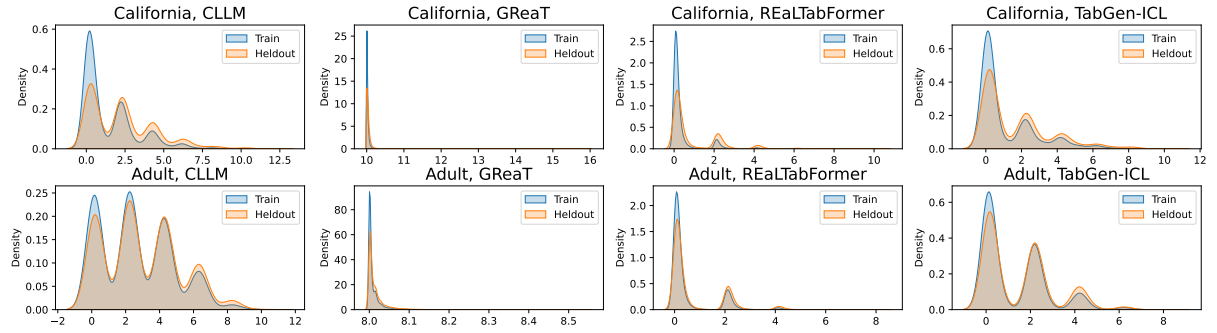 California, CLLM
Density
0.6
0.4
0.2
0.0
Train
Heldout
0.0 2.5 5.0 7.5 10.0 12.5
California, GReaT
Density
25
20
15
10
5
0
Train
Heldout
10 11 12 13 14 15 16
California, REaLTabFormer
Density
2.5
2.0
1.5
1.0
0.5
0.0
Train
Heldout
0 2 4 6 8 10
California, TabGen-ICL
Density
0.6
0.4
0.2
0.0
Train
Heldout
0 2 4 6 8 10 12
Adult, CLLM
Density
0.25
0.20
0.15
0.10
0.05
0.00
Train
Heldout
−2 0 2 4 6 8 10 12
Adult, GReaT
Density
80
60
40
20
0
Train
Heldout
8.0 8.1 8.2 8.3 8.4 8.5
Adult, REaLTabFormer
Density
2.0
1.5
1.0
0.5
0.0
Train
Heldout
0 2 4 6 8
Adult, TabGen-ICL
Density
0.6
0.4
0.2
0.0
Train
Heldout
0 2 4 6 8